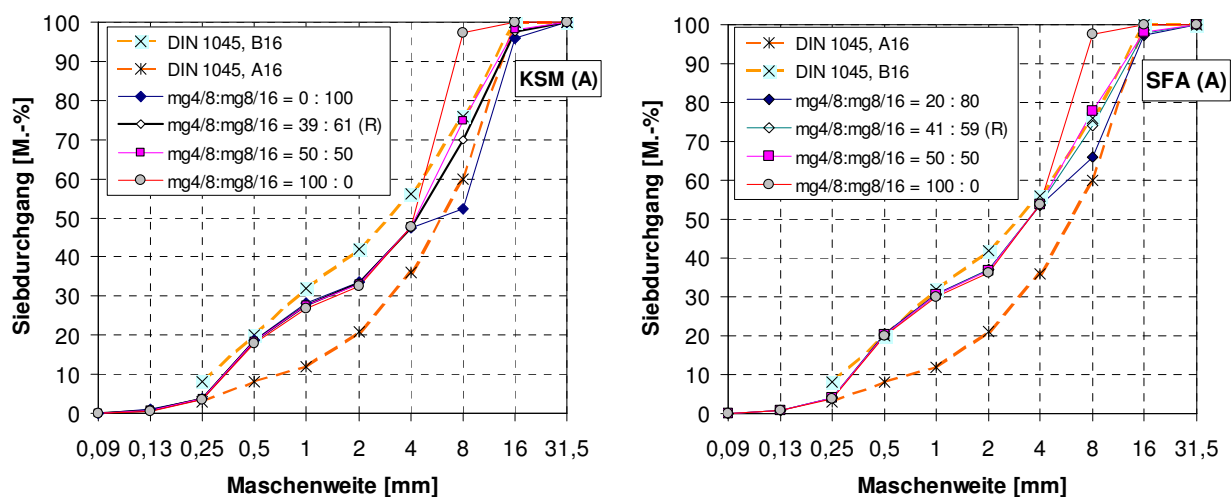 Siebdurchgang [M.-%]
100
90
80
70
60
50
40
30
20
10
0
DIN 1045, B16
DIN 1045, A16
mg4/8:mg8/16 = 0 : 100
mg4/8:mg8/16 = 39 : 61 (R)
mg4/8:mg8/16 = 50 : 50
mg4/8:mg8/16 = 100 : 0
KSM (A)
0,09 0,13 0,25 0,5 1 2 4 8 16 31,5
Maschenweite [mm]
Siebdurchgang [M.-%]
100
90
80
70
60
50
40
30
20
10
0
DIN 1045, A16
DIN 1045, B16
mg4/8:mg8/16 = 20 : 80
mg4/8:mg8/16 = 41 : 59 (R)
mg4/8:mg8/16 = 50 : 50
mg4/8:mg8/16 = 100 : 0
SFA (A)
0,09 0,13 0,25 0,5 1 2 4 8 16 31,5
Maschenweite [mm]